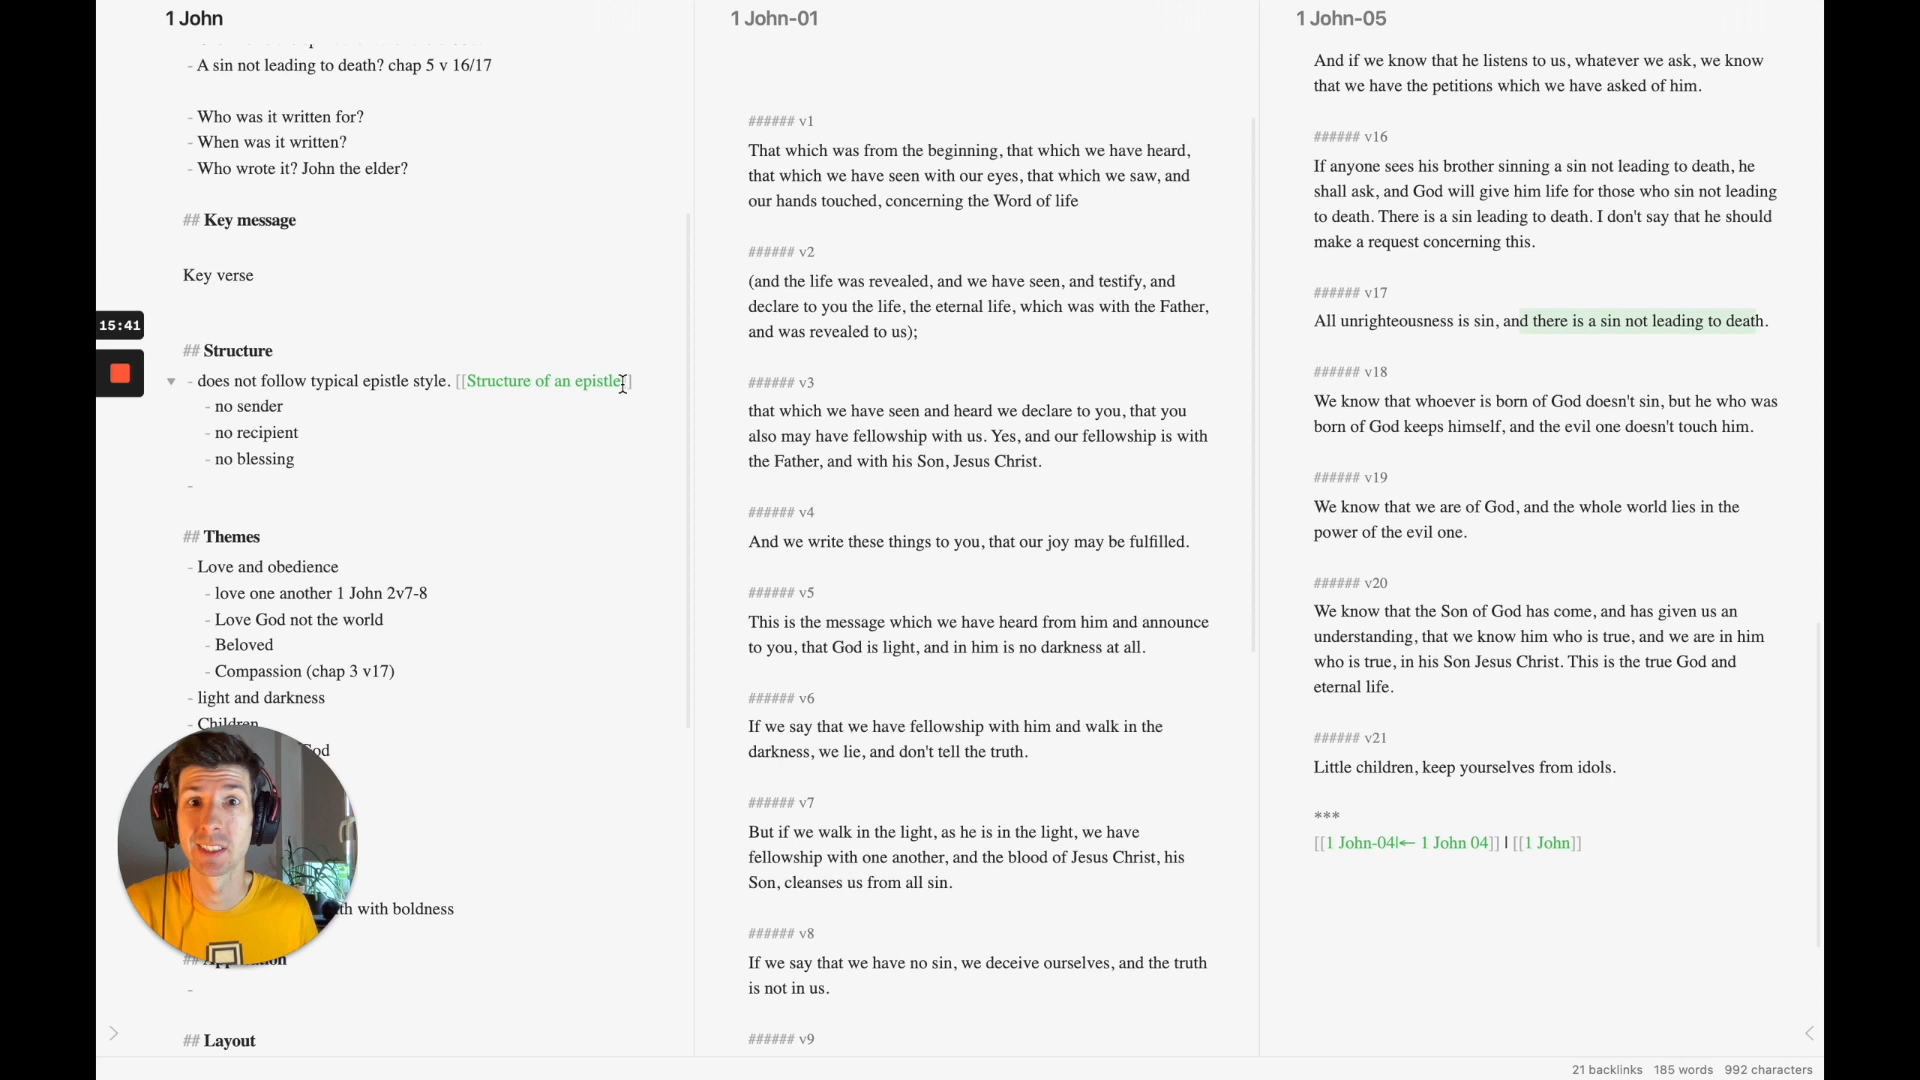 1 John
- A sin not leading to death? chap 5 v 16/17
- Who was it written for?
- When was it written?
- Who wrote it? John the elder?
## Key message
Key verse
15:41
## Structure
- does not follow typical epistle style. [[Structure of an epistle]]
- no sender
- no recipient
- no blessing
-
## Themes
- Love and obedience
- love one another 1 John 2v7-8
- Love God not the world
- Beloved
- Compassion (chap 3 v17)
- light and darkness
- Children
God
with boldness
-
## Layout
1 John-01
###### v1
That which was from the beginning, that which we have heard,
that which we have seen with our eyes, that which we saw, and
our hands touched, concerning the Word of life
###### v2
(and the life was revealed, and we have seen, and testify, and
declare to you the life, the eternal life, which was with the Father,
and was revealed to us);
###### v3
that which we have seen and heard we declare to you, that you
also may have fellowship with us. Yes, and our fellowship is with
the Father, and with his Son, Jesus Christ.
###### v4
And we write these things to you, that our joy may be fulfilled.
###### v5
This is the message which we have heard from him and announce
to you, that God is light, and in him is no darkness at all.
###### v6
If we say that we have fellowship with him and walk in the
darkness, we lie, and don't tell the truth.
###### v7
But if we walk in the light, as he is in the light, we have
fellowship with one another, and the blood of Jesus Christ, his
Son, cleanses us from all sin.
###### v8
If we say that we have no sin, we deceive ourselves, and the truth
is not in us.
###### v9
1 John-05
And if we know that he listens to us, whatever we ask, we know
that we have the petitions which we have asked of him.
###### v16
If anyone sees his brother sinning a sin not leading to death, he
shall ask, and God will give him life for those who sin not leading
to death. There is a sin leading to death. I don't say that he should
make a request concerning this.
###### v17
All unrighteousness is sin, and there is a sin not leading to death.
###### v18
We know that whoever is born of God doesn't sin, but he who was
born of God keeps himself, and the evil one doesn't touch him.
###### v19
We know that we are of God, and the whole world lies in the
power of the evil one.
###### v20
We know that the Son of God has come, and has given us an
understanding, that we know him who is true, and we are in him
who is true, in his Son Jesus Christ. This is the true God and
eternal life.
###### v21
Little children, keep yourselves from idols.
***
[[1 John-04|← 1 John 04]] | [[1 John]]
21 backlinks 185 words 992 characters